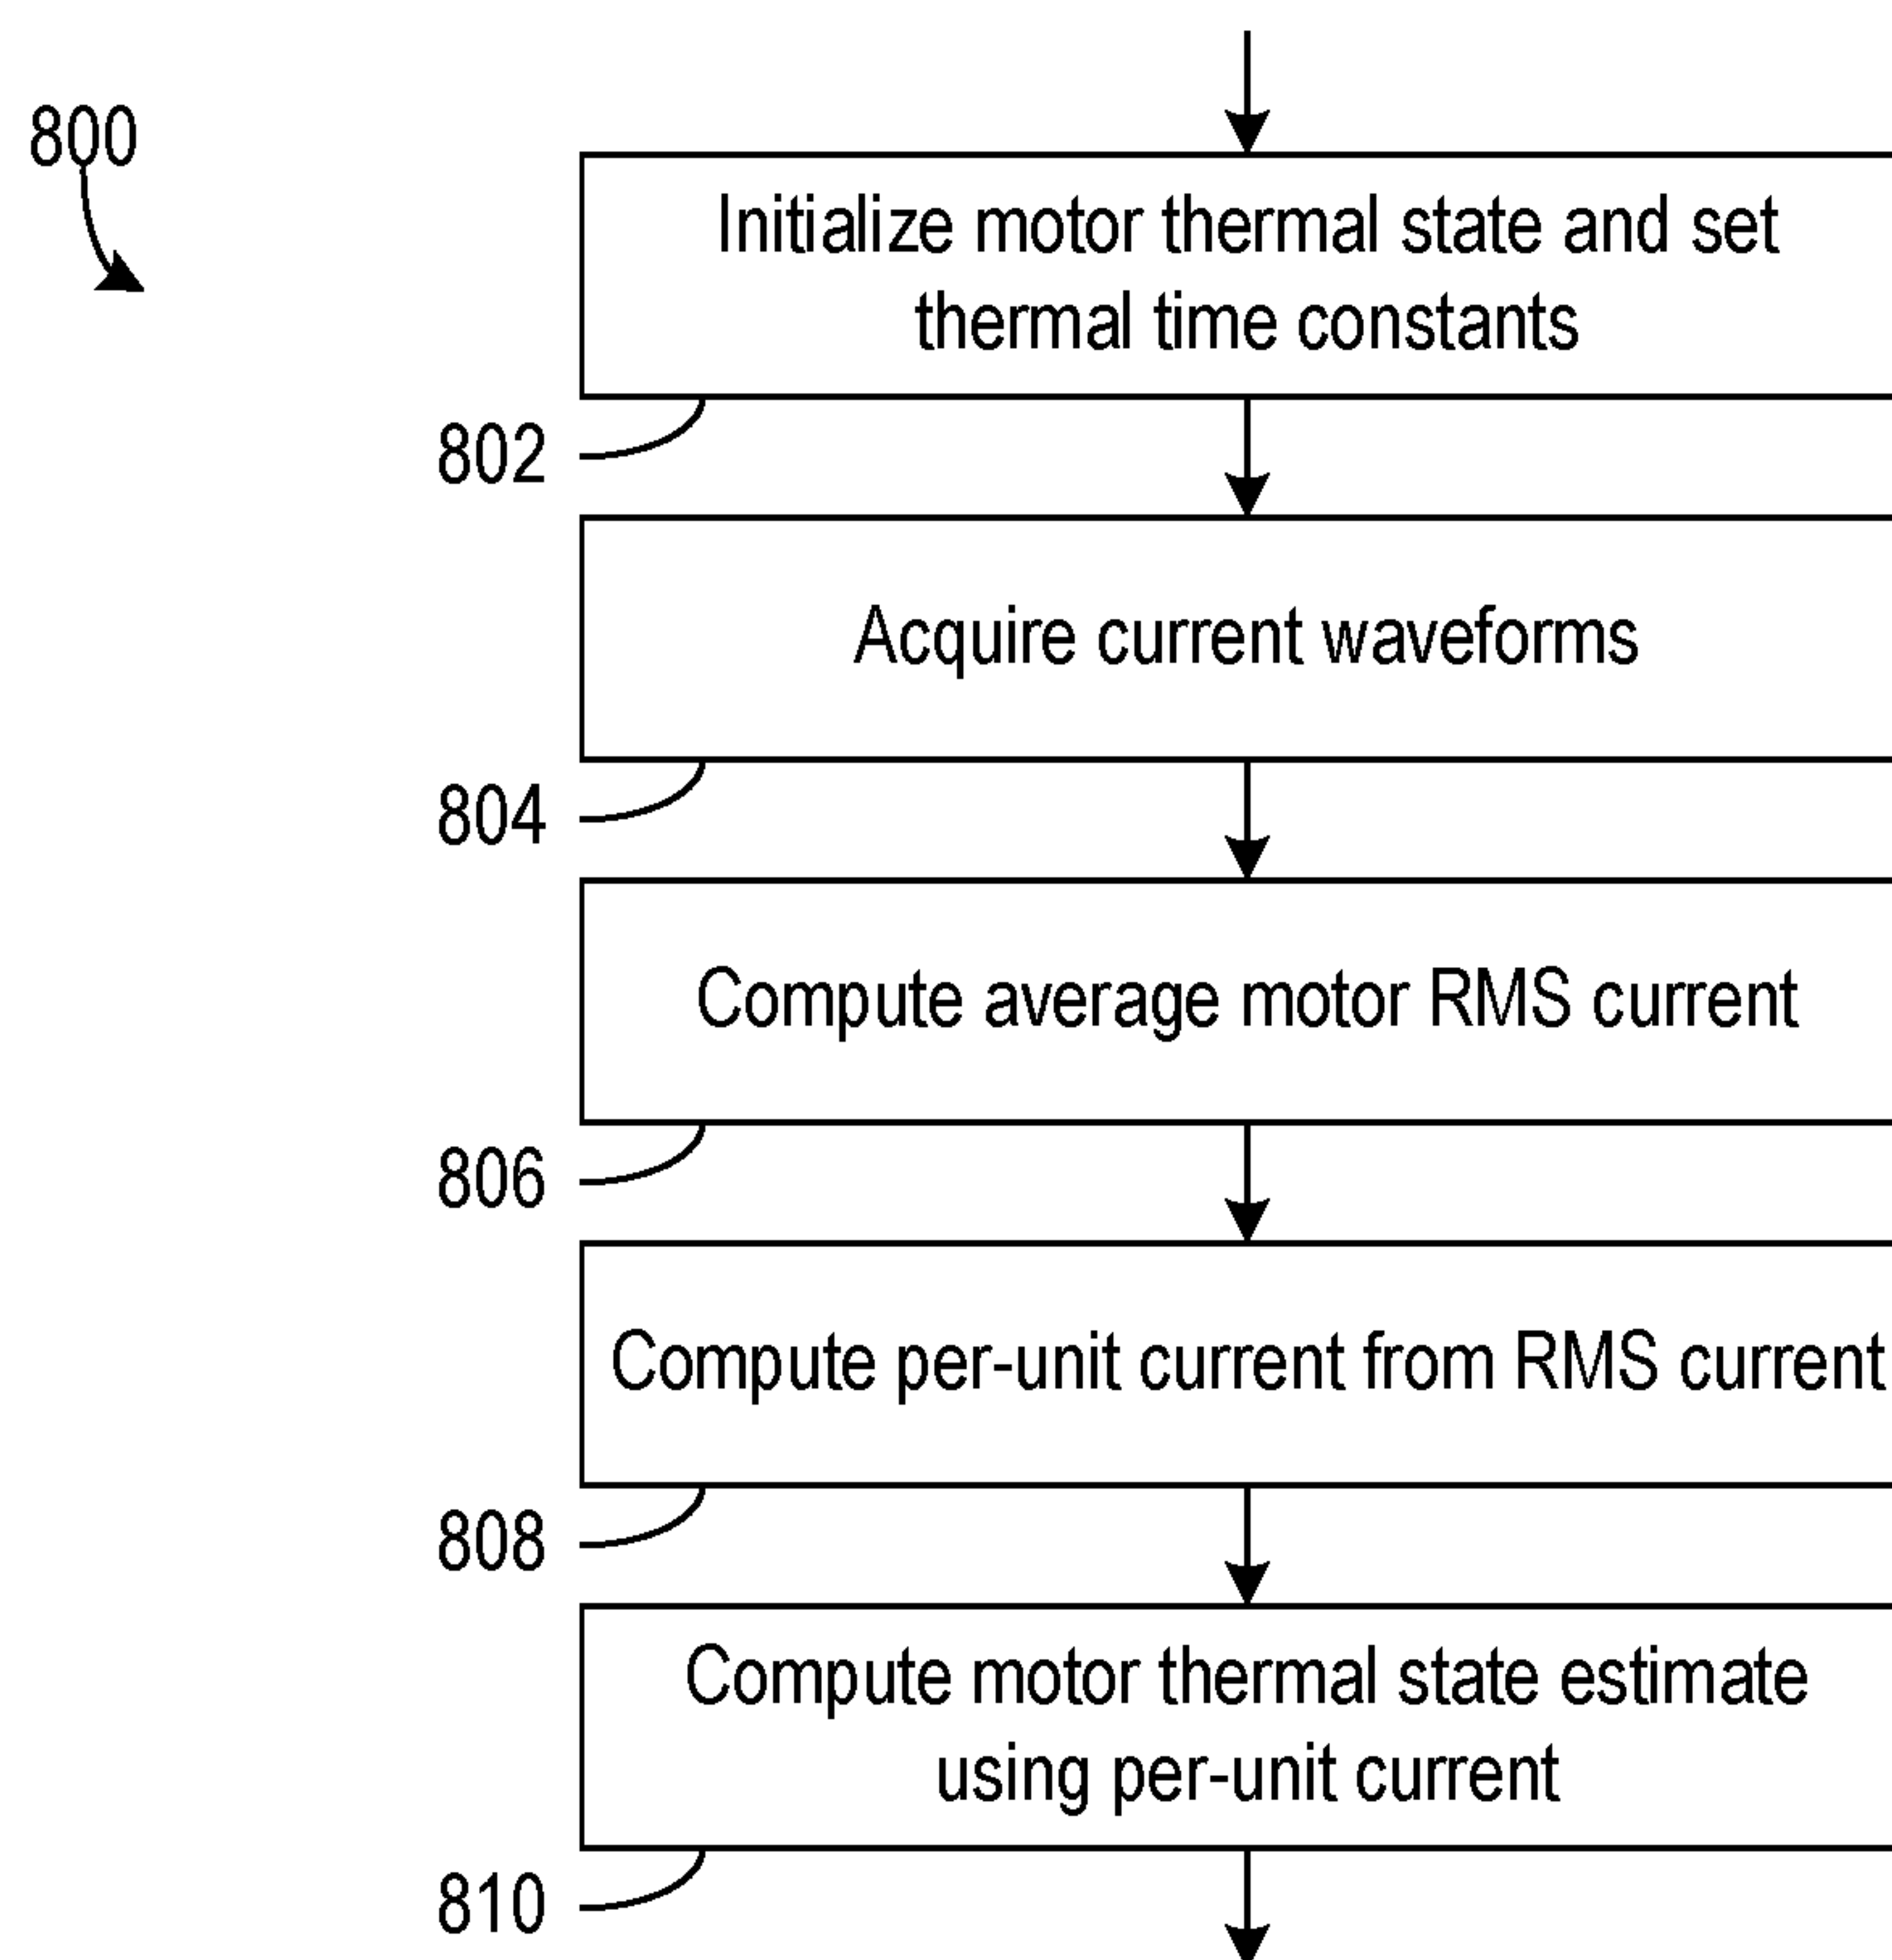 800
Initialize motor thermal state and set
thermal time constants
802
Acquire current waveforms
804
Compute average motor RMS current
806
Compute per-unit current from RMS current
808
Compute motor thermal state estimate
using per-unit current
810